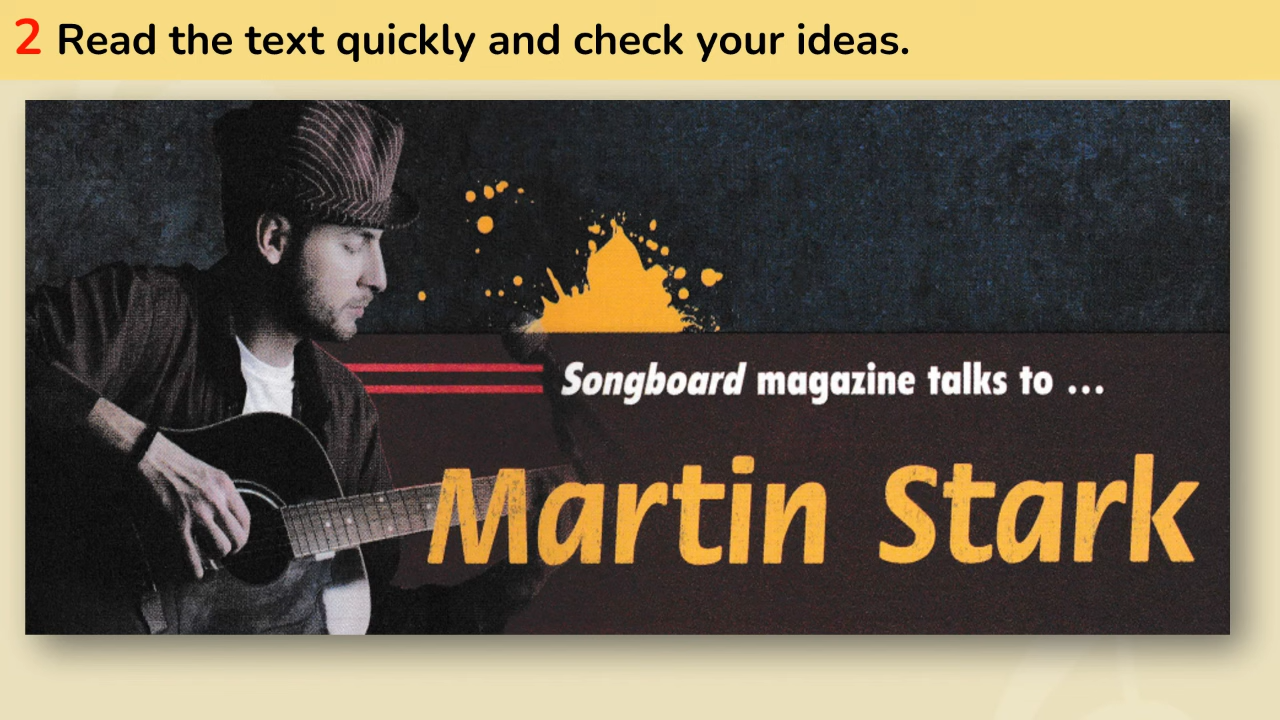 2 Read the text quickly and check your ideas.
Songboard magazine talks to ...
Martin Stark